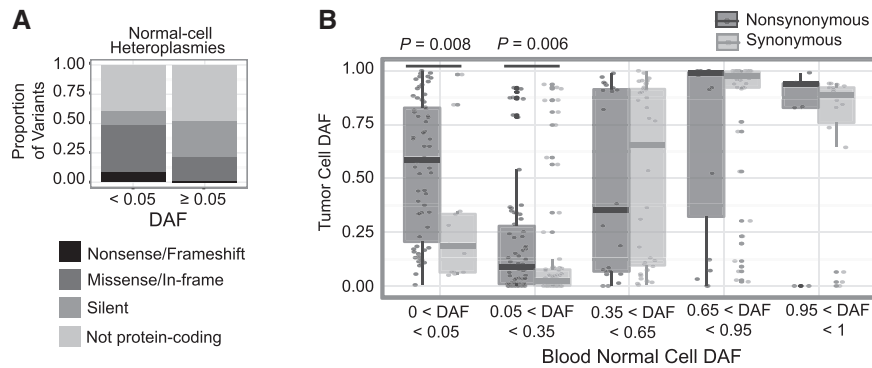 A
Normal-cell
Heteroplasmies
Proportion
of Variants
1.00
0.75
0.50
0.25
0.00
< 0.05
≥ 0.05
DAF
Nonsense/Frameshift
Missense/In-frame
Silent
Not protein-coding
B
Nonsynonymous
Synonymous
P = 0.008
P = 0.006
Tumor Cell DAF
1.00
0.75
0.50
0.25
0.00
0 < DAF
< 0.05
0.05 < DAF
< 0.35
0.35 < DAF
< 0.65
0.65 < DAF
< 0.95
0.95 < DAF
< 1
Blood Normal Cell DAF